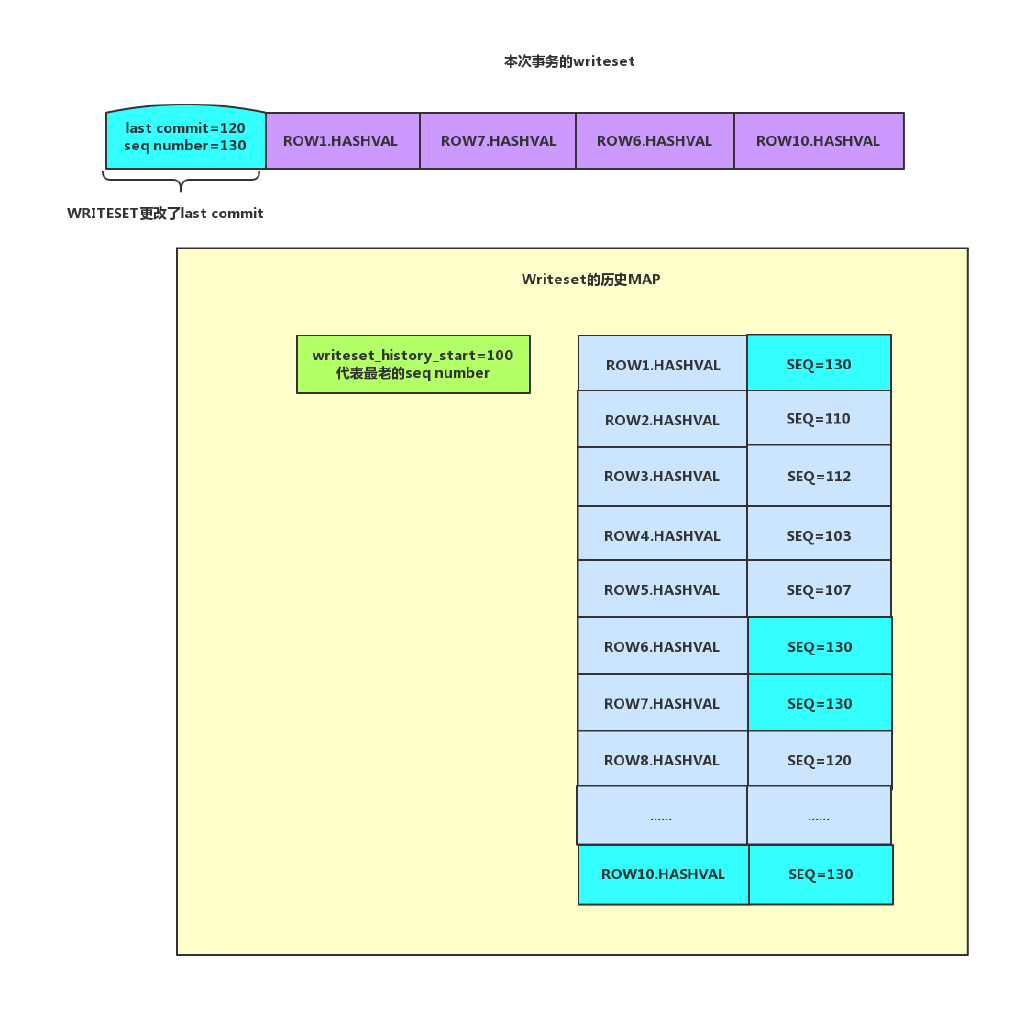 本次事务的writeset
last commit=120
seq number=130
ROW1.HASHVAL
ROW7.HASHVAL
ROW6.HASHVAL
ROW10.HASHVAL
WRITESET更改了last commit
Writeset的历史MAP
writeset_history_start=100
代表最老的seq number
ROW1.HASHVAL
SEQ=130
ROW2.HASHVAL
SEQ=110
ROW3.HASHVAL
SEQ=112
ROW4.HASHVAL
SEQ=103
ROW5.HASHVAL
SEQ=107
ROW6.HASHVAL
SEQ=130
ROW7.HASHVAL
SEQ=130
ROW8.HASHVAL
SEQ=120
......
......
ROW10.HASHVAL
SEQ=130